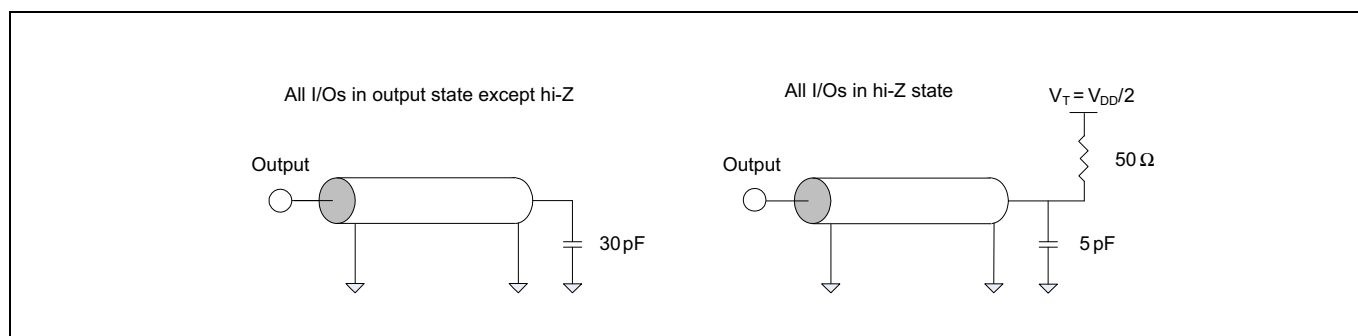 All I/Os in output state except hi-Z
Output
30 pF
All I/Os in hi-Z state
V_T = V_DD/2
Output
50 Ω
5 pF